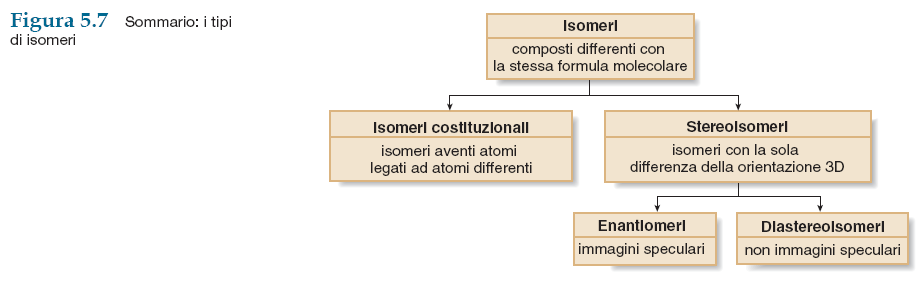 Figura 5.7 Sommario: i tipi
di isomeri
Isomeri
composti differenti con
la stessa formula molecolare
Isomeri costituzionali
isomeri aventi atomi
legati ad atomi differenti
Stereoisomeri
isomeri con la sola
differenza della orientazione 3D
Enantiomeri
immagini speculari
Diastereoisomeri
non immagini speculari